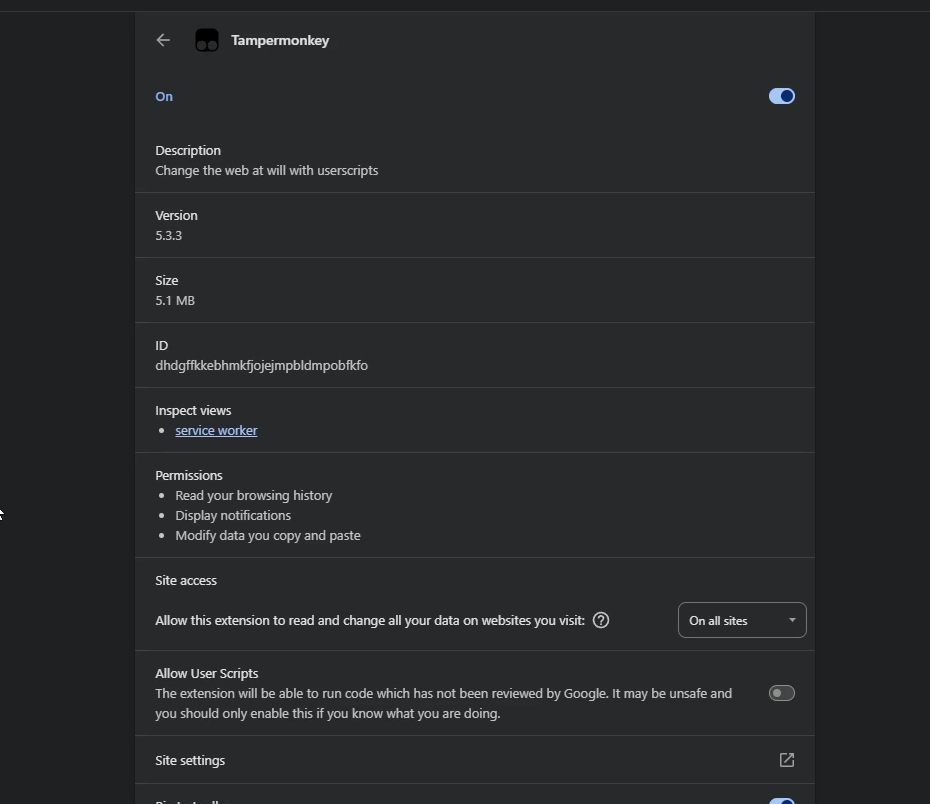 Tampermonkey
On
Description
Change the web at will with userscripts
Version
5.3.3
Size
5.1 MB
ID
dhdgffkkebhmkfjojejmpbldmpobfkfo
Inspect views
• service worker
Permissions
• Read your browsing history
• Display notifications
• Modify data you copy and paste
Site access
Allow this extension to read and change all your data on websites you visit:
On all sites
Allow User Scripts
The extension will be able to run code which has not been reviewed by Google. It may be unsafe and
you should only enable this if you know what you are doing.
Site settings